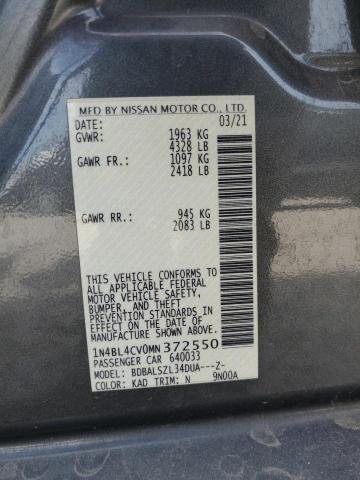 MFD BY NISSAN MOTOR CO., LTD.
DATE: 03/21
GVWR: 1963 KG
4328 LB
GAWR FR: 1097 KG
2418 LB
GAWR RR: 945 KG
2083 LB
THIS VEHICLE CONFORMS
TO ALL APPLICABLE FEDERAL
MOTOR VEHICLE SAFETY,
BUMPER, AND THEFT
PREVENTION STANDARDS IN
EFFECT ON THE DATE OF
MANUFACTURE SHOWN ABOVE.
1N4BL4CV0MN 372550
PASSENGER CAR 640033
MODEL: BDBALSZL34DUA---Z-
COLOR: KAD TRIM: N 9N00A